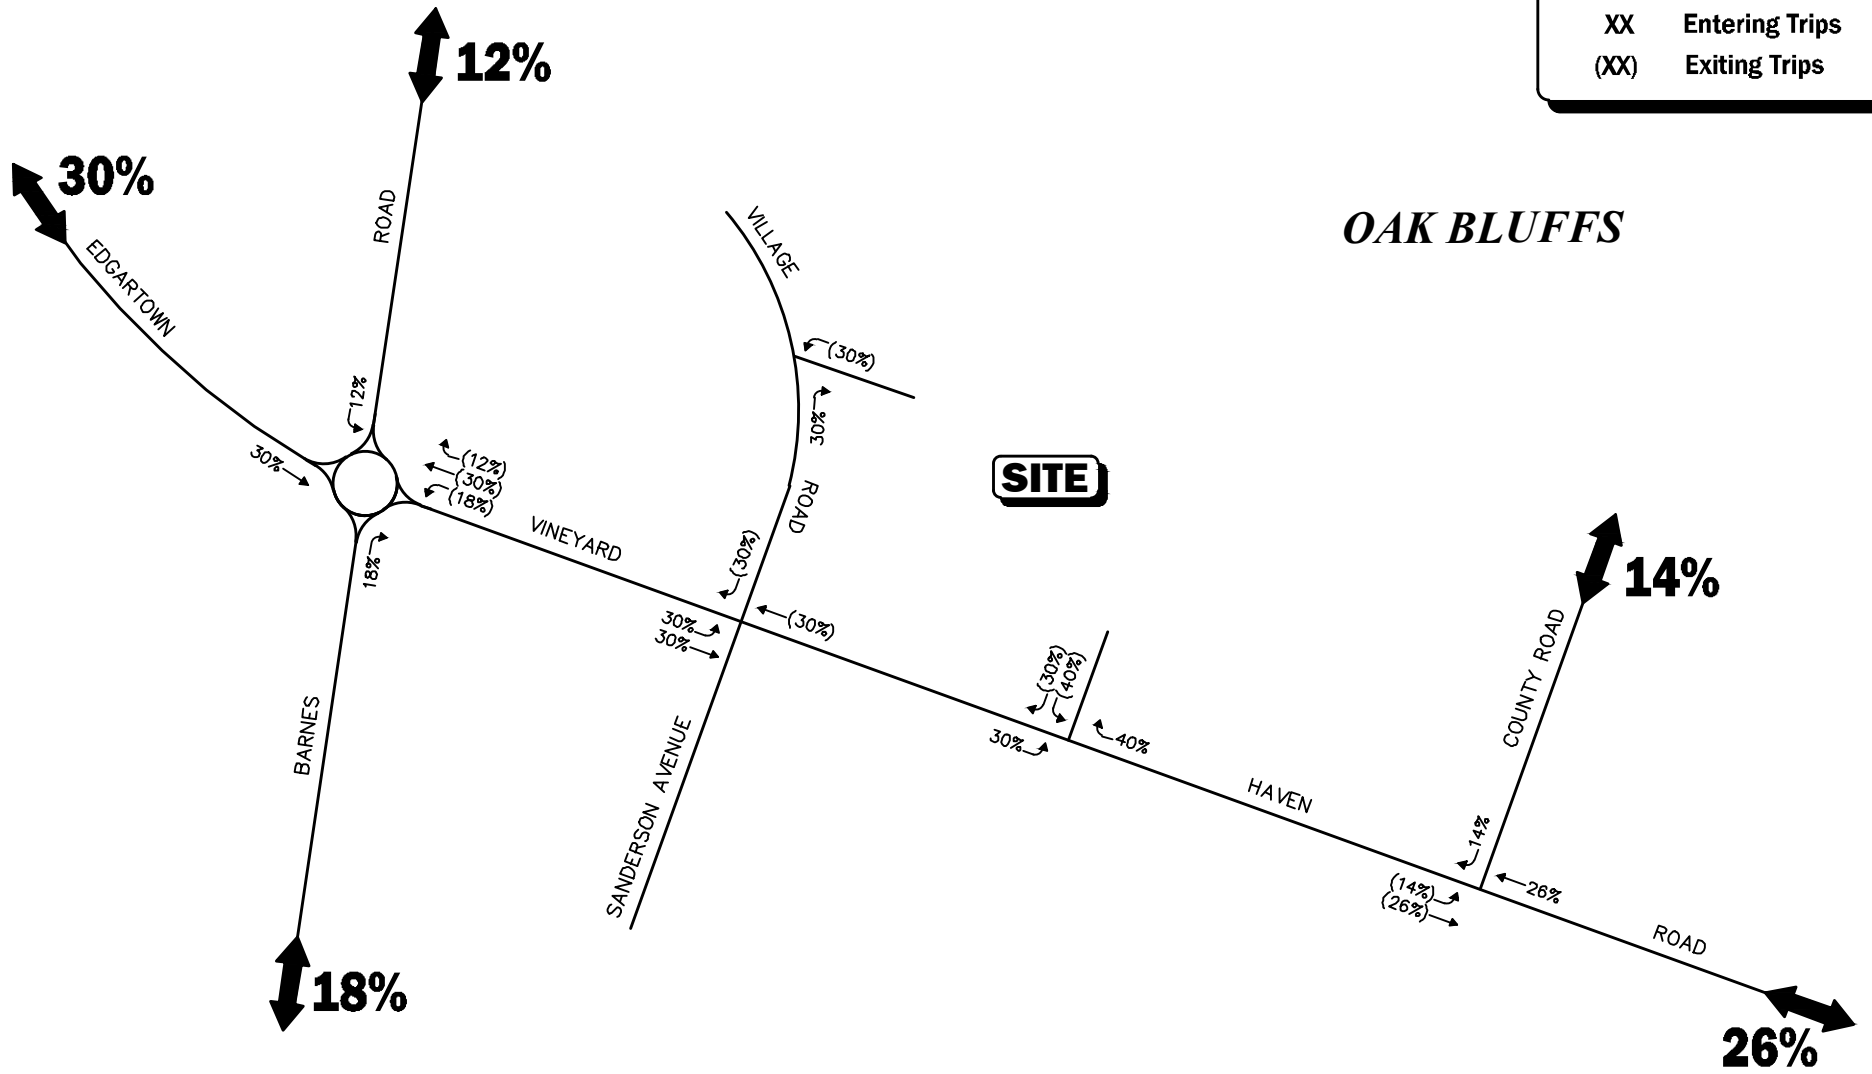 XX Entering Trips
(XX) Exiting Trips
12%
30%
OAK BLUFFS
EDGARTOWN
ROAD
VILLAGE
(30%)
12%
30%
30%
(12%)
(30%)
(18%)
SITE
ROAD
VINEYARD
18%
(30%)
14%
30%
30%
(30%)
COUNTY ROAD
(30%)
(40%)
30%
40%
BARNES
SANDERSON AVENUE
HAVEN
14%
(14%)
(26%)
26%
ROAD
18%
26%